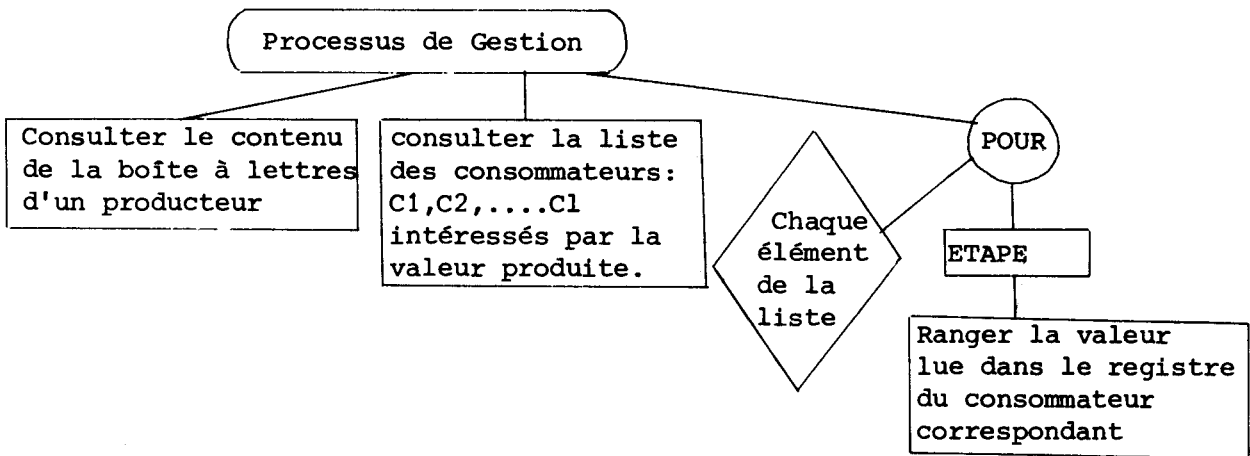 Processus de Gestion
Consulter le contenu
de la boîte à lettres
d'un producteur
consulter la liste
des consommateurs:
C1,C2,....Cl
intéressés par la
valeur produite.
POUR
Chaque
élément
de la
liste
ETAPE
Ranger la valeur
lue dans le registre
du consommateur
correspondant